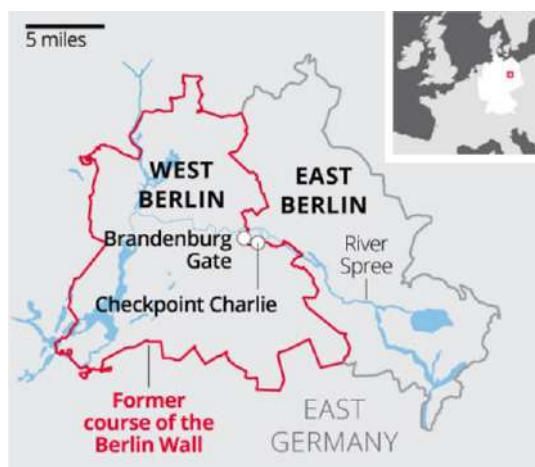 5 miles
WEST
BERLIN
EAST
BERLIN
Brandenburg
Gate
River
Spree
Checkpoint Charlie
Former
course of the
Berlin Wall
EAST
GERMANY